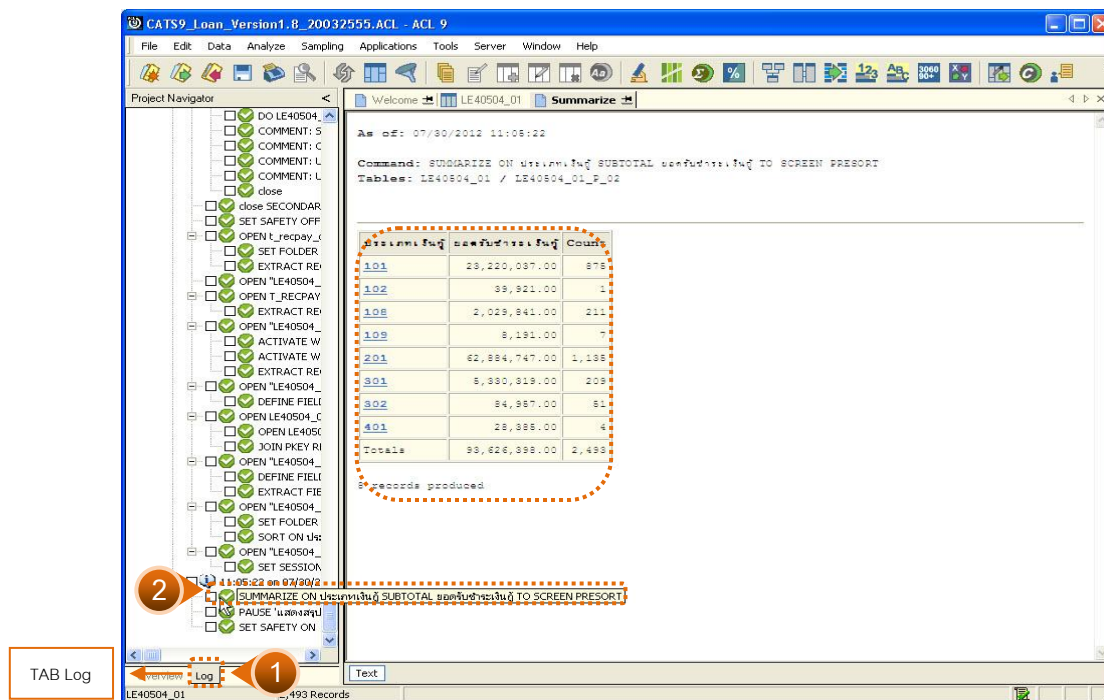 CATS9_Loan_Version1.8_20032555.ACL - ACL 9
File Edit Data Analyze Sampling Applications Tools Server Window Help
Project Navigator <
Welcome LE40504_01 Summarize
DO LE40504_
COMMENT: S
COMMENT: C
COMMENT: U
COMMENT: L
close
close SECONDAR
SET SAFETY OFF
OPEN t_recpay_
SET FOLDER
EXTRACT RE
OPEN "LE40504_
OPEN T_RECPAY
EXTRACT RE
OPEN "LE40504_
ACTIVATE W
ACTIVATE W
EXTRACT RE
OPEN "LE40504_
DEFINE FIEL
OPEN LE40504_0
OPEN LE4050
JOIN PKEY R
OPEN "LE40504_
DEFINE FIEL
EXTRACT FIE
OPEN "LE40504_
SET FOLDER
SORT ON ประ
OPEN "LE40504_
SET SESSION
11:05:22 on 07/30/2
SUMMARIZE ON ประเภทเงินกู้ SUBTOTAL ยอดรับชำระเงินกู้ TO SCREEN PRESORT
PAUSE 'แสดงสรุป
SET SAFETY ON
As of: 07/30/2012 11:05:22
Command: SUMMARIZE ON ประเภทเงินกู้ SUBTOTAL ยอดรับชำระเงินกู้ TO SCREEN PRESORT
Tables: LE40504_01 / LE40504_01_P_02
ประเภทเงินกู้ ยอดรับชำระเงินกู้ Count
101 23,220,037.00 875
102 39,921.00 1
108 2,029,841.00 211
109 8,191.00 7
201 62,884,747.00 1,135
301 5,330,319.00 209
302 84,957.00 51
401 28,385.00 4
Totals 93,626,398.00 2,493
8 records produced
2
1
TAB Log
Overview Log
Text
LE40504_01 2,493 Records